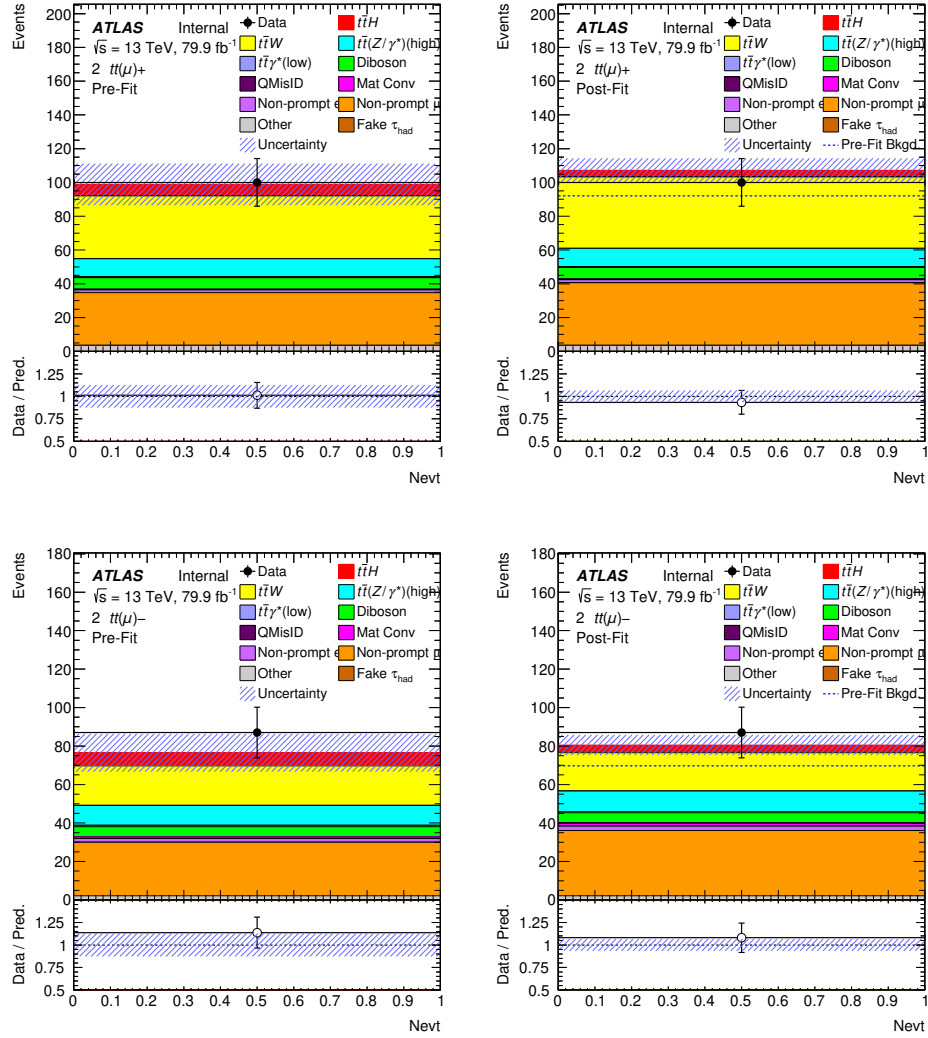 Events
200
180
160
140
120
100
80
60
40
20
0
ATLAS Internal
√s = 13 TeV, 79.9 fb⁻¹
2 tt(μ)+
Pre-Fit
Data tt̄H
tt̄W tt̄(Z/γ*)(high)
tt̄γ*(low) Diboson
QMisID Mat Conv
Non-prompt e Non-prompt μ
Other Fake τhad
Uncertainty
Data / Pred.
1.25
1
0.75
0.5
0 0.1 0.2 0.3 0.4 0.5 0.6 0.7 0.8 0.9 1
Nevt
Events
200
180
160
140
120
100
80
60
40
20
0
ATLAS Internal
√s = 13 TeV, 79.9 fb⁻¹
2 tt(μ)+
Post-Fit
Data tt̄H
tt̄W tt̄(Z/γ*)(high)
tt̄γ*(low) Diboson
QMisID Mat Conv
Non-prompt e Non-prompt μ
Other Fake τhad
Uncertainty Pre-Fit Bkgd.
Data / Pred.
1.25
1
0.75
0.5
0 0.1 0.2 0.3 0.4 0.5 0.6 0.7 0.8 0.9 1
Nevt
Events
180
160
140
120
100
80
60
40
20
0
ATLAS Internal
√s = 13 TeV, 79.9 fb⁻¹
2 tt(μ)−
Pre-Fit
Data tt̄H
tt̄W tt̄(Z/γ*)(high)
tt̄γ*(low) Diboson
QMisID Mat Conv
Non-prompt e Non-prompt μ
Other Fake τhad
Uncertainty
Data / Pred.
1.25
1
0.75
0.5
0 0.1 0.2 0.3 0.4 0.5 0.6 0.7 0.8 0.9 1
Nevt
Events
180
160
140
120
100
80
60
40
20
0
ATLAS Internal
√s = 13 TeV, 79.9 fb⁻¹
2 tt(μ)−
Post-Fit
Data tt̄H
tt̄W tt̄(Z/γ*)(high)
tt̄γ*(low) Diboson
QMisID Mat Conv
Non-prompt e Non-prompt μ
Other Fake τhad
Uncertainty Pre-Fit Bkgd.
Data / Pred.
1.25
1
0.75
0.5
0 0.1 0.2 0.3 0.4 0.5 0.6 0.7 0.8 0.9 1
Nevt